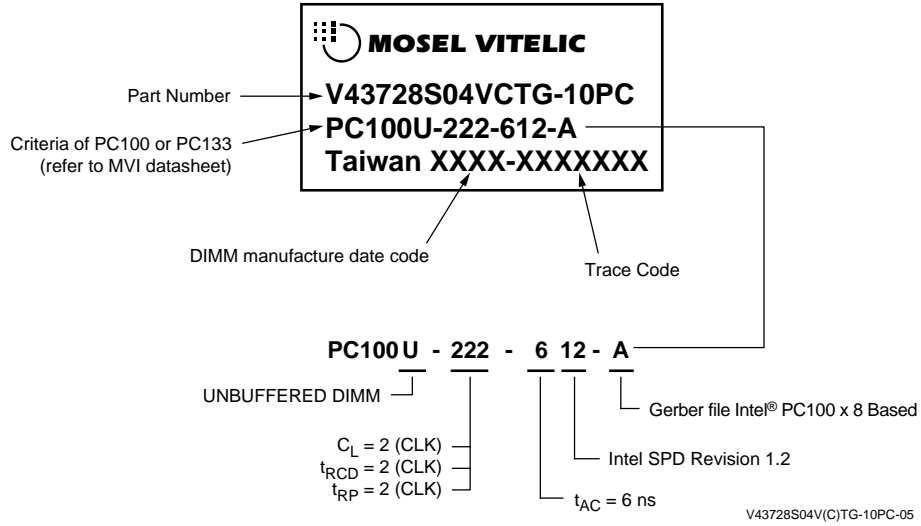 MOSEL VITELIC
Part Number
V43728S04VCTG-10PC
Criteria of PC100 or PC133
(refer to MVI datasheet)
PC100U-222-612-A
Taiwan XXXX-XXXXXXX
DIMM manufacture date code
Trace Code
PC100 U - 222 - 6 12 - A
UNBUFFERED DIMM
Gerber file Intel® PC100 x 8 Based
CL = 2 (CLK)
tRCD = 2 (CLK)
tRP = 2 (CLK)
Intel SPD Revision 1.2
tAC = 6 ns
V43728S04V(C)TG-10PC-05